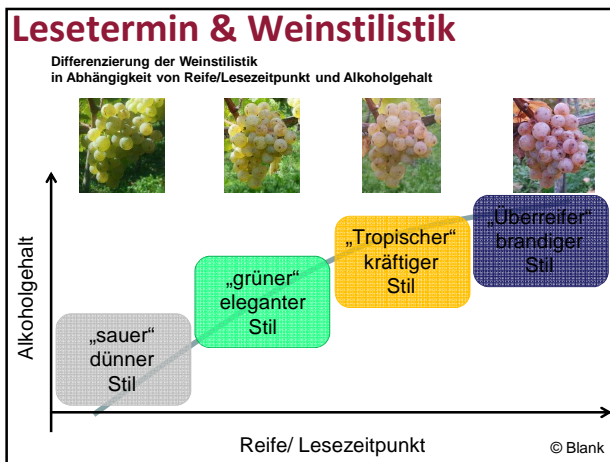 Lesetermin & Weinstilistik
Differenzierung der Weinstilistik
in Abhängigkeit von Reife/Lesezeitpunkt und Alkoholgehalt
Alkoholgehalt
„sauer“
dünner
Stil
„grüner“
eleganter
Stil
„Tropischer“
kräftiger
Stil
„Überreifer“
brandiger
Stil
Reife/ Lesezeitpunkt
© Blank